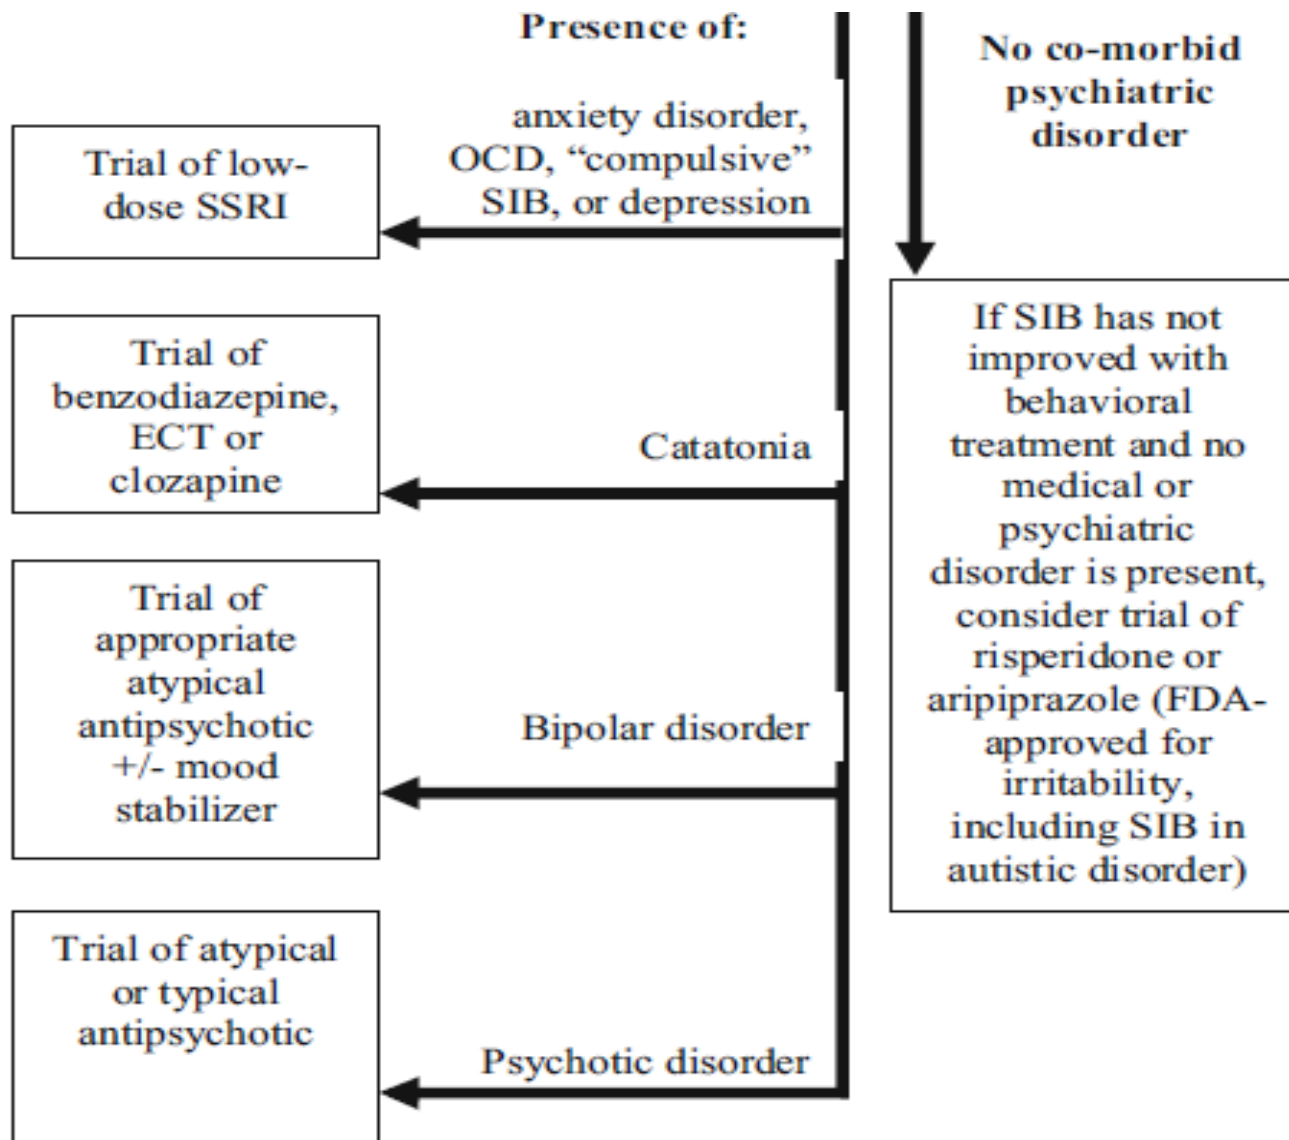 Presence of:
anxiety disorder,
OCD, “compulsive”
SIB, or depression
Trial of low-
dose SSRI
Catatonia
Trial of
benzodiazepine,
ECT or
clozapine
Bipolar disorder
Trial of
appropriate
atypical
antipsychotic
+/- mood
stabilizer
Psychotic disorder
Trial of atypical
or typical
antipsychotic
No co-morbid
psychiatric
disorder
If SIB has not
improved with
behavioral
treatment and no
medical or
psychiatric
disorder is present,
consider trial of
risperidone or
aripiprazole (FDA-
approved for
irritability,
including SIB in
autistic disorder)